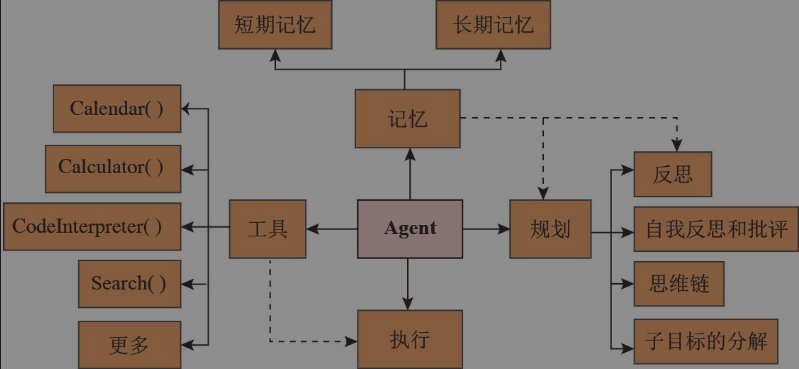 短期记忆
长期记忆
Calendar( )
记忆
Calculator( )
反思
CodeInterpreter( )
工具
Agent
规划
自我反思和批评
Search( )
思维链
更多
执行
子目标的分解